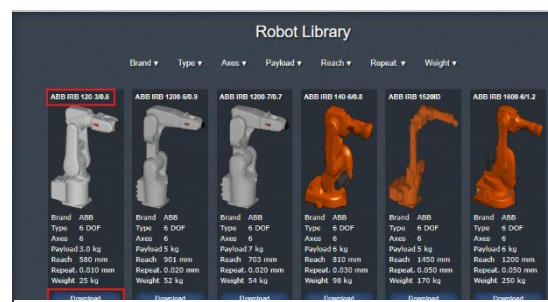 Robot Library
Brand ▾ Type ▾ Axes ▾ Payload ▾ Reach ▾ Repeat. ▾ Weight ▾
ABB IRB 120-3/0.6
Brand ABB
Type 6 DOF
Axes 6
Payload 3.0 kg
Reach 580 mm
Repeat. 0.010 mm
Weight 25 kg
Download
ABB IRB 1200-5/0.9
Brand ABB
Type 6 DOF
Axes 6
Payload 5 kg
Reach 901 mm
Repeat. 0.020 mm
Weight 52 kg
Download
ABB IRB 1200-7/0.7
Brand ABB
Type 6 DOF
Axes 6
Payload 7 kg
Reach 703 mm
Repeat. 0.020 mm
Weight 54 kg
Download
ABB IRB 140-6/0.8
Brand ABB
Type 6 DOF
Axes 6
Payload 6 kg
Reach 810 mm
Repeat. 0.030 mm
Weight 98 kg
Download
ABB IRB 1520ID
Brand ABB
Type 6 DOF
Axes 6
Payload 5 kg
Reach 1450 mm
Repeat. 0.050 mm
Weight 170 kg
Download
ABB IRB 1600-6/1.2
Brand ABB
Type 6 DOF
Axes 6
Payload 6 kg
Reach 1200 mm
Repeat. 0.050 mm
Weight 250 kg
Download